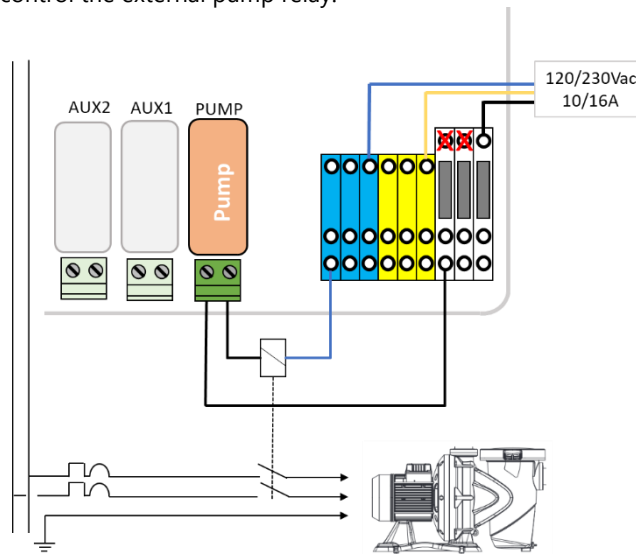 control the external pump relay.
120/230Vac
10/16A
AUX2 AUX1 PUMP
Pump